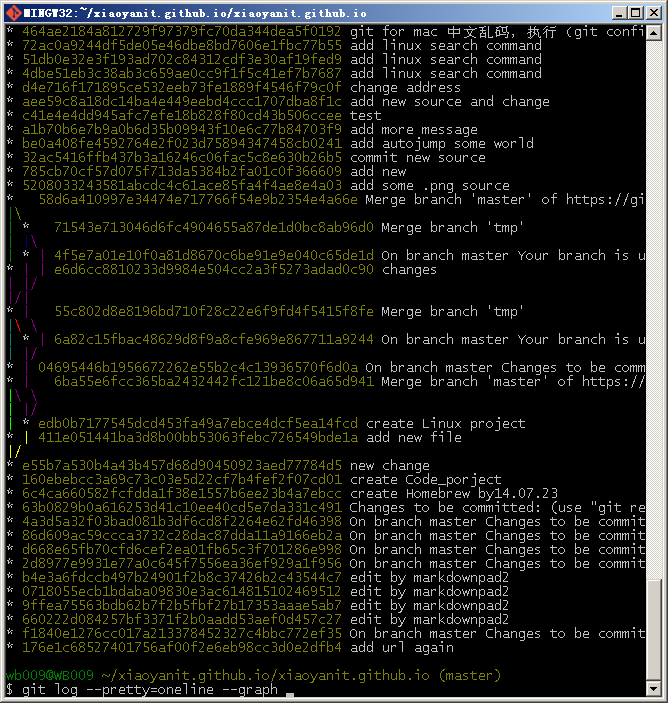 MINGW32:~/xiaoyanit.github.io/xiaoyanit.github.io
* 464ae2184a812729f97379fc70da344dea5f0192 git for mac 中文乱码, 执行 (git confi
* 72ac0a9244df5de05e46dbe8bd7606e1fbc77b55 add linux search command
* 51db0e32e3f193ad702c84312cdf3e30af19fed9 add linux search command
* 4dbe51eb3c38ab3c659ae0cc9f1f5c41ef7b7687 add linux search command
* d4e716f171895ce532eeb73fe1889f4546f79c0f change address
* aee59c8a18dc14ba4e449eebd4ccc1707dba8f1c add new source and change
* c41e4e4dd945afc7efe18b828f80cd43b506ccee test
* a1b70b6e7b9a0b6d35b09943f10e6c77b84703f9 add more message
* be0a408fe4592764e2f023d75894347458cb0241 add autojump some world
* 32ac5416ffb437b3a16246c06fac5c8e630b26b5 commit new source
* 785cb70cf57d075f713da5384b2fa01c0f366609 add new
* 5208033243581abcdc4c61ace85fa4f4ae8e4a03 add some .png source
* 58d6a410997e34474e717766f54e9b2354e4a66e Merge branch 'master' of https://gi
|\
| * 71543e713046d6fc4904655a87de1d0bc8ab96d0 Merge branch 'tmp'
| |\
| * | 4f5e7a01e10f0a81d8670c6be91e9e040c65de1d On branch master Your branch is u
* | | e6d6cc8810233d9984e504cc2a3f5273adad0c90 changes
| |/
|/|
* | 55c802d8e8196bd710f28c22e6f9fd4f5415f8fe Merge branch 'tmp'
|\ \
| * | 6a82c15fbac48629d8f9a8cfe969e867711a9244 On branch master Your branch is u
| |/
* | 04695446b1956672262e55b2c4c13936570f6d0a Open branch master Changes to be comm
* | 6ba55e6fcc365ba2432442fc121be8c06a65d941 Merge branch 'master' of https://
|\ \
| |/
| * edb0b7177545dcd453fa49a7ebce4dcf5ea14fcd create Linux project
* | 411e051441ba3d8b00bb53063febc726549bde1a add new file
|/
* e55b7a530b4a43b457d68d90450923aed77784d5 new change
* 160ebebcc3a69c73c03e5d22cf7b4fef2f07cd01 create Code_porject
* 6c4ca660582fcfdda1f38e1557b6ee23b4a7ebcc create Homebrew by14.07.23
* 63b0829b0a616253d41c10ee40cd5e7da331c491 Changes to be committed: (use "git re
* 4a3d5a32f03bad081b3df6cd8f2264e62fd46398 On branch master Changes to be commit
* 86d609ac59ccca3732c28dac87dda11a9166eb2a On branch master Changes to be commit
* d668e65fb70cfd6cef2ea01fb65c3f701286e998 On branch master Changes to be commit
* 2d8977e9931e77a0c645f7556ea36ef929a1f956 On branch master Changes to be commit
* b4e3a6fdccb497b24901f2b8c37426b2c43544c7 edit by markdownpad2
* 0718055ecb1bdaba09830e3ac614815102469512 edit by markdownpad2
* 9ffea75563bdb62b7f2b5fbf27b17353aaae5ab7 edit by markdownpad2
* 660222d084257bf3371f2b0aadd53aef0d457c27 edit by markdownpad2
* f1840e1276cc017a213378452327c4bbc772ef35 On branch master Changes to be commit
* 176e1c68527401756af00f2e6eb98cc3d0e2dfb4 add url again
wb009@WB009 ~/xiaoyanit.github.io/xiaoyanit.github.io (master)
$ git log --pretty=oneline --graph